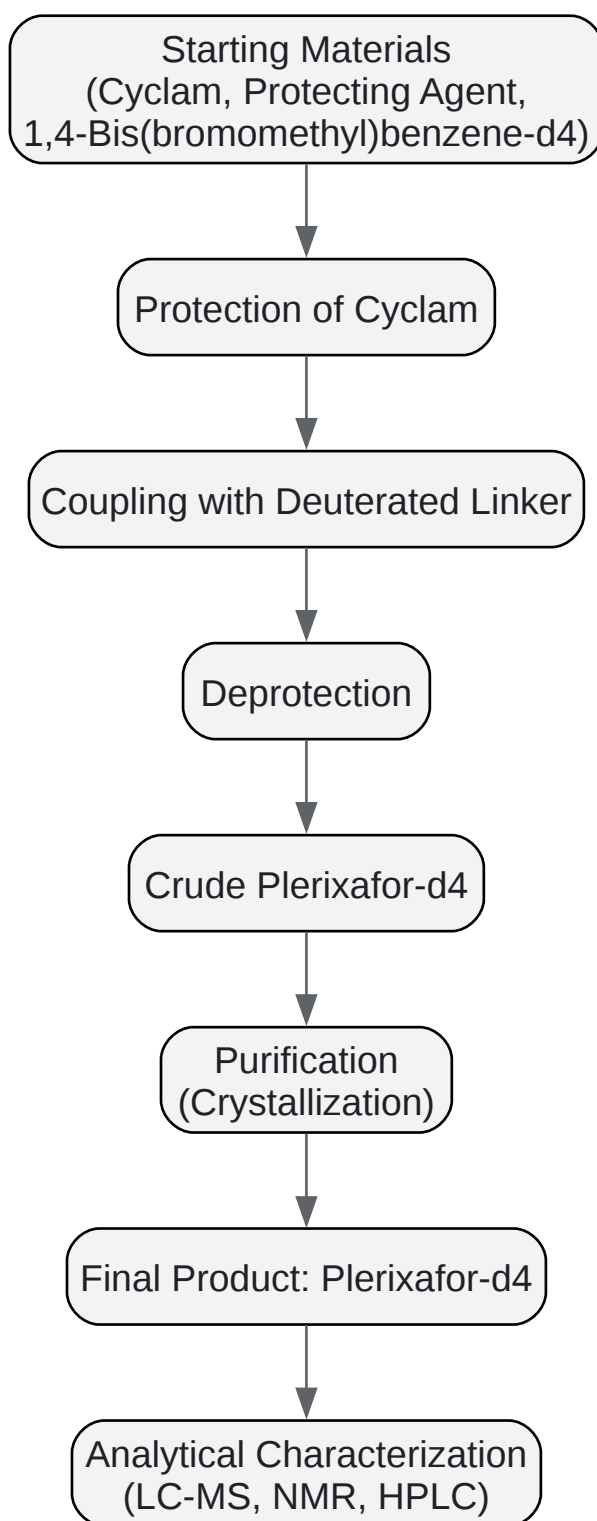 Starting Materials
(Cyclam, Protecting Agent,
1,4-Bis(bromomethyl)benzene-d4)
Protection of Cyclam
Coupling with Deuterated Linker
Deprotection
Crude Plerixafor-d4
Purification
(Crystallization)
Final Product: Plerixafor-d4
Analytical Characterization
(LC-MS, NMR, HPLC)